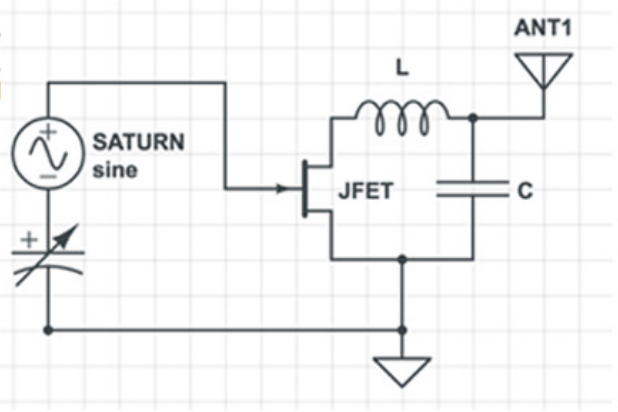 ANT1
L
SATURN
sine
JFET
C